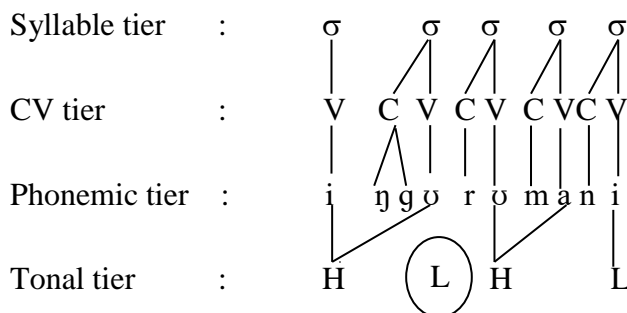 Syllable tier : σ σ σ σ σ
CV tier : V C V C V C V C V
Phonemic tier : i ŋ g ʊ r ʊ m a n i
Tonal tier : H L H L